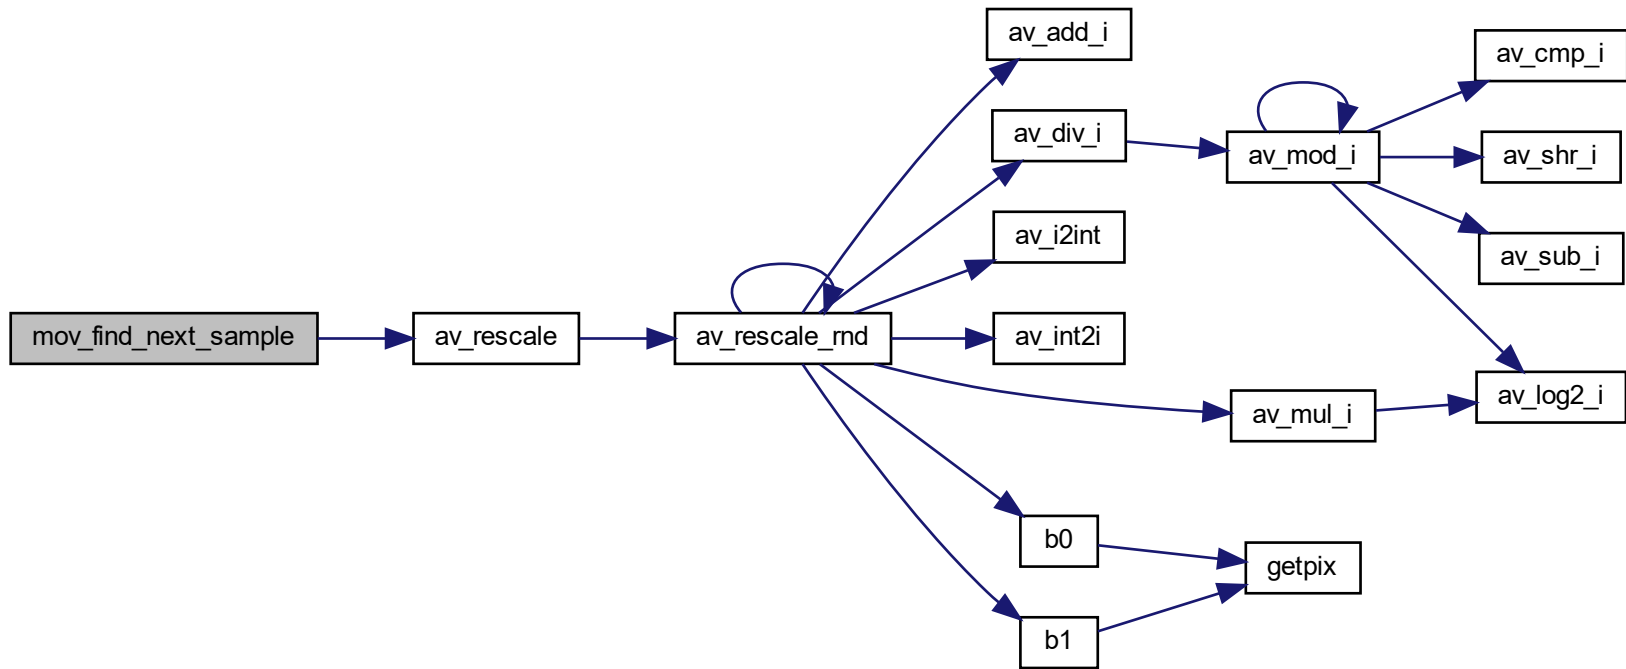 mov_find_next_sample
av_rescale
av_rescale_rnd
av_add_i
av_div_i
av_i2int
av_int2i
av_mul_i
b0
b1
getpix
av_mod_i
av_cmp_i
av_shr_i
av_sub_i
av_log2_i